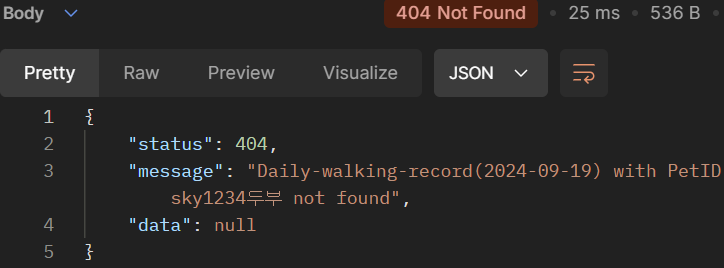 Body 404 Not Found • 25 ms • 536 B
Pretty Raw Preview Visualize JSON
1 {
2 "status": 404,
3 "message": "Daily-walking-record(2024-09-19) with PetID
sky1234두부 not found",
4 "data": null
5 }